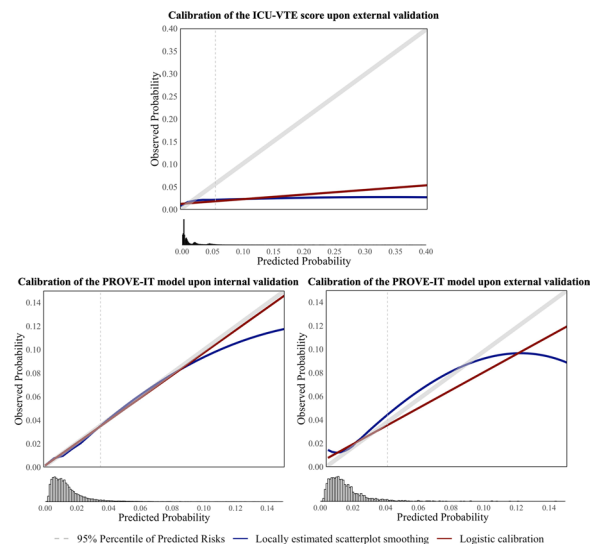 Calibration of the ICU-VTE score upon external validation
0.40
0.35
0.30
0.25
0.20
0.15
0.10
0.05
0.00
Observed Probability
0.00 0.05 0.10 0.15 0.20 0.25 0.30 0.35 0.40
Predicted Probability
Calibration of the PROVE-IT model upon internal validation
0.14
0.12
0.10
0.08
0.06
0.04
0.02
0.00
Observed Probability
0.00 0.02 0.04 0.06 0.08 0.10 0.12 0.14
Predicted Probability
Calibration of the PROVE-IT model upon external validation
0.14
0.12
0.10
0.08
0.06
0.04
0.02
0.00
Observed Probability
0.00 0.02 0.04 0.06 0.08 0.10 0.12 0.14
Predicted Probability
95% Percentile of Predicted Risks Locally estimated scatterplot smoothing Logistic calibration